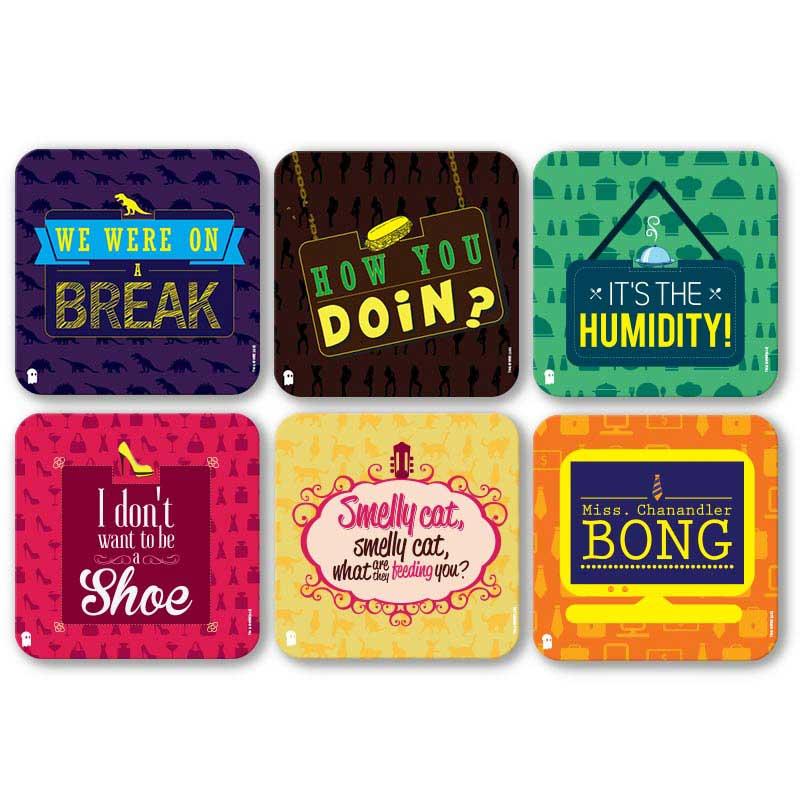 WE WERE ON
A
BREAK
HOW YOU
DOiN?
IT'S THE
HUMIDITY!
I don't
want to be
a
Shoe
Smelly cat,
smelly cat,
what are they feeding you?
Miss. Chanandler
BONG